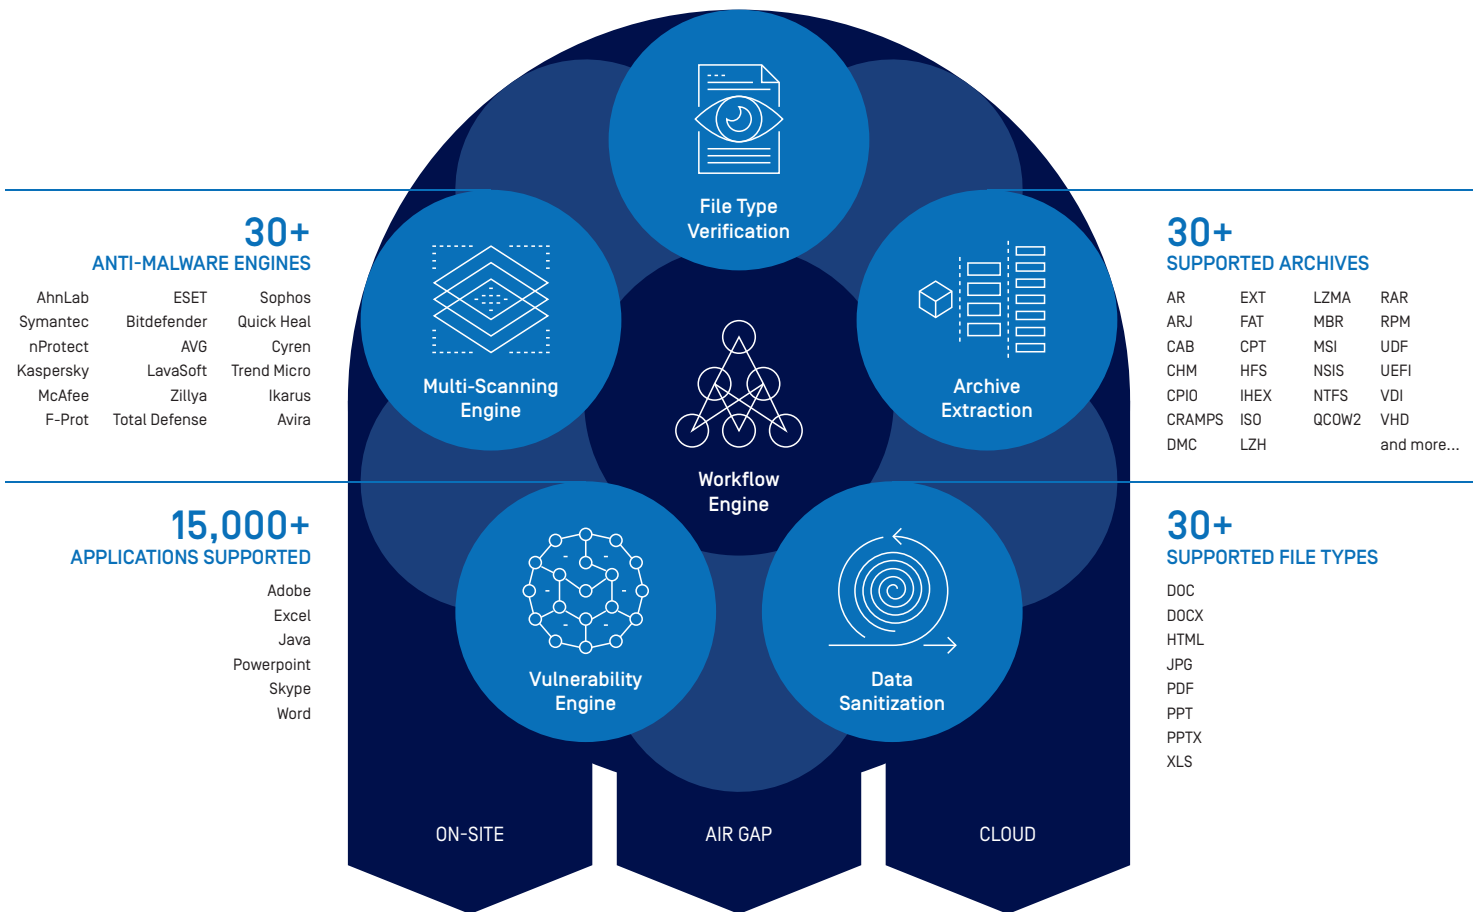 File Type
Verification
30+
ANTI-MALWARE ENGINES
AhnLab ESET Sophos
Symantec Bitdefender Quick Heal
nProtect AVG Cyren
Kaspersky LavaSoft Trend Micro
McAfee Zillya Ikarus
F-Prot Total Defense Avira
Multi-Scanning
Engine
Workflow
Engine
Archive
Extraction
30+
SUPPORTED ARCHIVES
AR EXT LZMA RAR
ARJ FAT MBR RPM
CAB CPT MSI UDF
CHM HFS NSIS UEFI
CPIO IHEX NTFS VDI
CRAMPS ISO QCOW2 VHD
DMC LZH and more...
15,000+
APPLICATIONS SUPPORTED
Adobe
Excel
Java
Powerpoint
Skype
Word
Vulnerability
Engine
Data
Sanitization
30+
SUPPORTED FILE TYPES
DOC
DOCX
HTML
JPG
PDF
PPT
PPTX
XLS
ON-SITE
AIR GAP
CLOUD